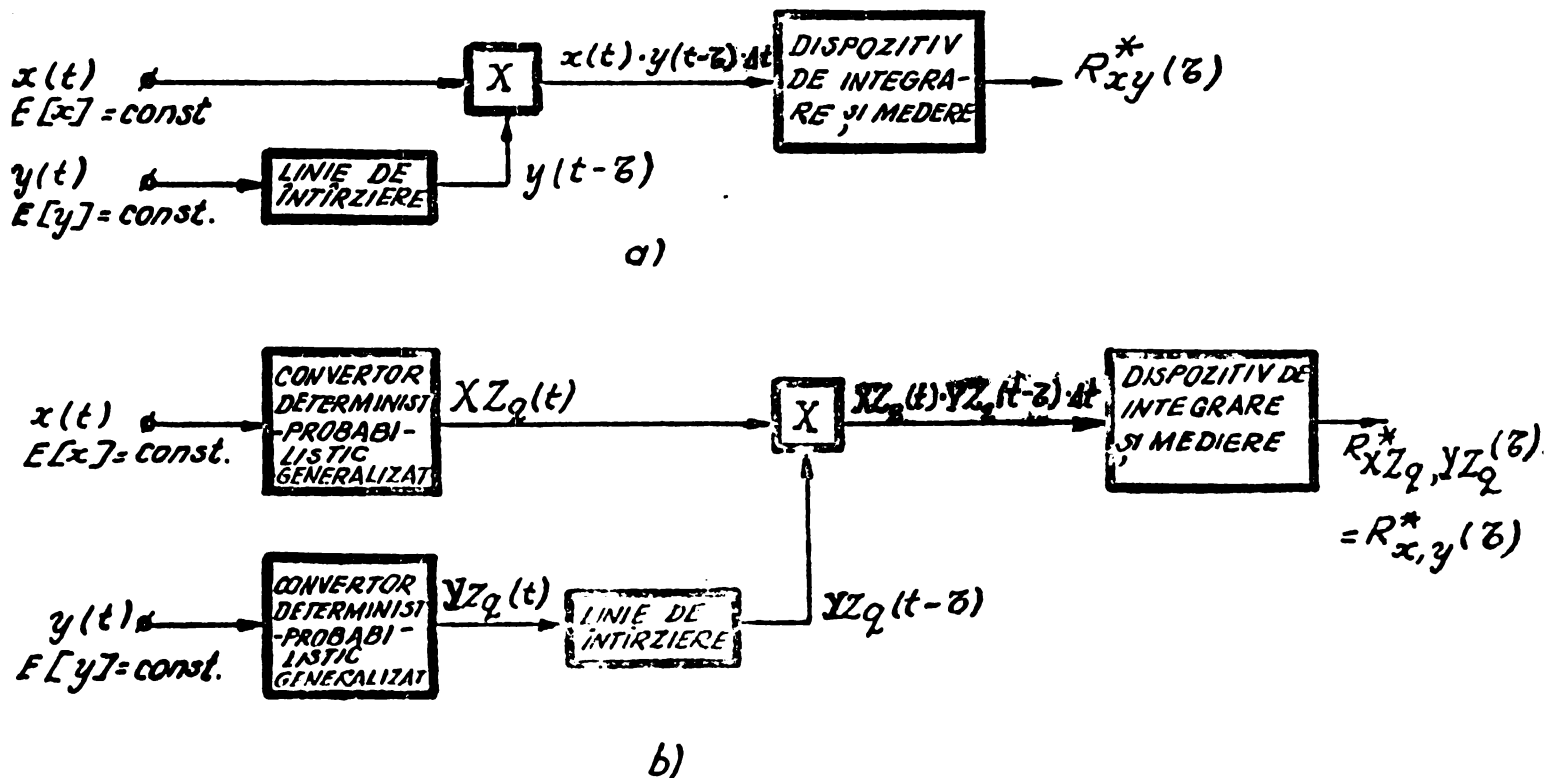 x(t)
E[x] = const
y(t)
E[y] = const.
LINIE DE
ÎNTÎRZIERE
X
y(t-τ)
x(t)·y(t-τ)·Δt
DISPOZITIV
DE INTEGRA-
RE ȘI MEDERE
R*xy(τ)
a)
x(t)
E[x] = const.
CONVERTOR
DETERMINIST
-PROBABI-
LISTIC
GENERALIZAT
XZq(t)
X
XZq(t)·YZq(t-τ)·Δt
DISPOZITIV DE
INTEGRARE
ȘI MEDIERE
R*XZq,YZq(τ)
= R*x,y(τ)
y(t)
E[y] = const.
CONVERTOR
DETERMINIST
-PROBABI-
LISTIC
GENERALIZAT
YZq(t)
LINIE DE
ÎNTÎRZIERE
YZq(t-τ)
b)